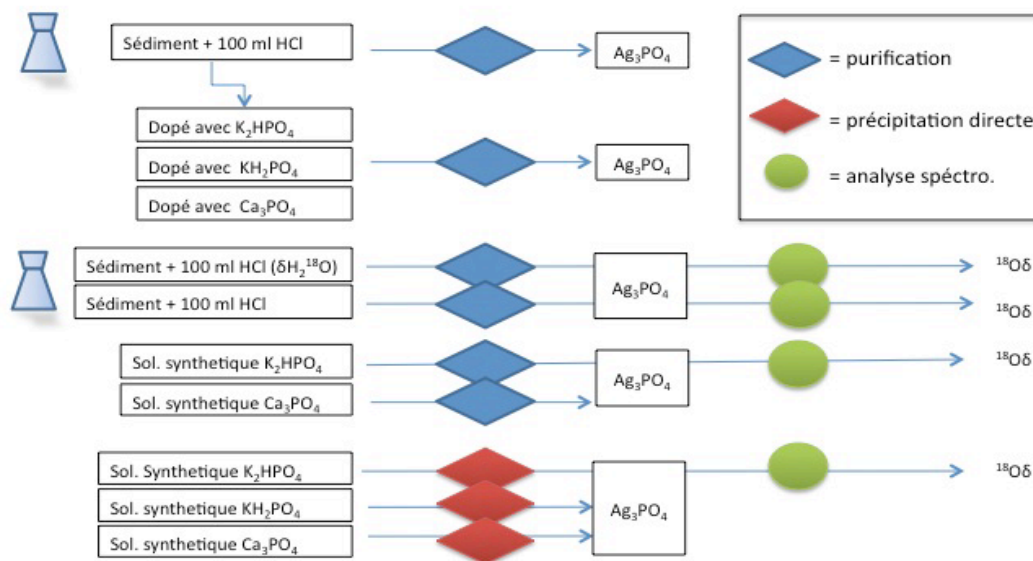 Sédiment + 100 ml HCl
Ag₃PO₄
Dopé avec K₂HPO₄
Dopé avec KH₂PO₄
Ag₃PO₄
Dopé avec Ca₃PO₄
= purification
= précipitation directe
= analyse spéctro.
Sédiment + 100 ml HCl (δH₂¹⁸O)
¹⁸Oδ
Ag₃PO₄
Sédiment + 100 ml HCl
¹⁸Oδ
Sol. synthetique K₂HPO₄
¹⁸Oδ
Ag₃PO₄
Sol. synthetique Ca₃PO₄
Sol. Synthetique K₂HPO₄
¹⁸Oδ
Sol. synthetique KH₂PO₄
Ag₃PO₄
Sol. synthetique Ca₃PO₄